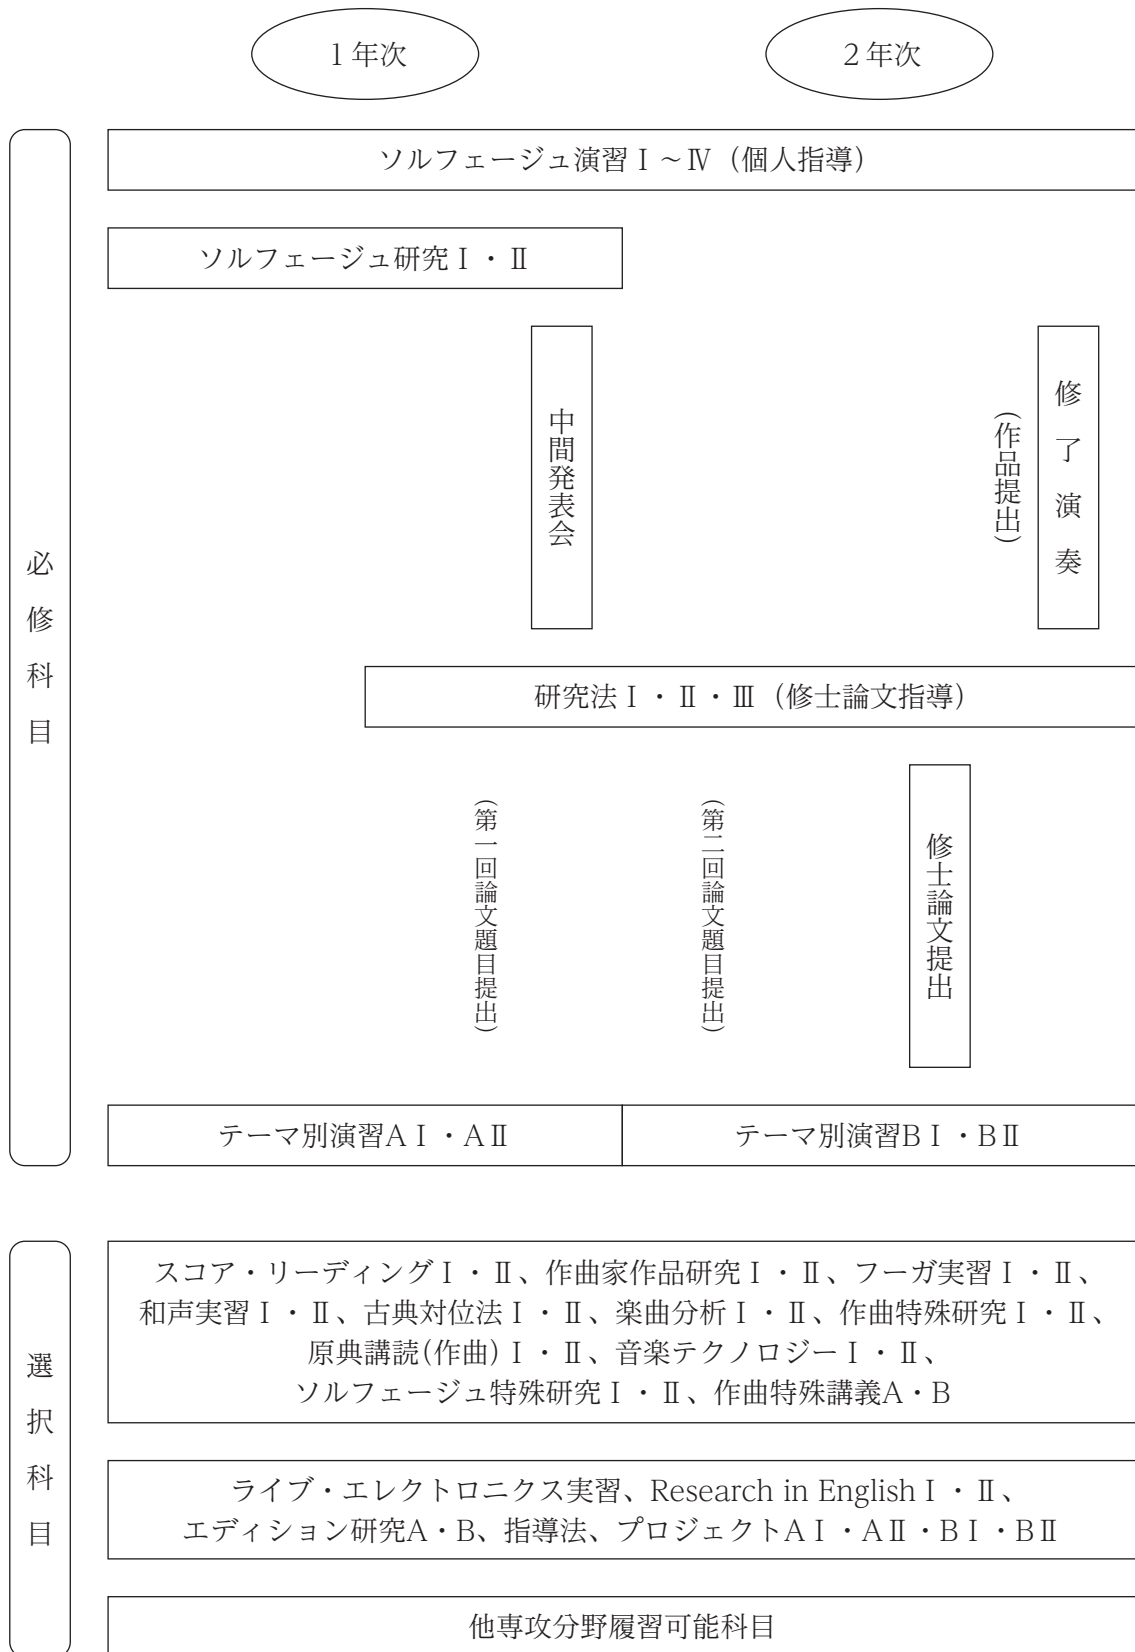 1年次
2年次
必修科目
ソルフェージュ演習Ⅰ～Ⅳ（個人指導）
ソルフェージュ研究Ⅰ・Ⅱ
中間発表会
修了演奏
（作品提出）
研究法Ⅰ・Ⅱ・Ⅲ（修士論文指導）
（第一回論文題目提出）
（第二回論文題目提出）
修士論文提出
テーマ別演習AⅠ・AⅡ
テーマ別演習BⅠ・BⅡ
選択科目
スコア・リーディングⅠ・Ⅱ、作曲家作品研究Ⅰ・Ⅱ、フーガ実習Ⅰ・Ⅱ、
和声実習Ⅰ・Ⅱ、古典対位法Ⅰ・Ⅱ、楽曲分析Ⅰ・Ⅱ、作曲特殊研究Ⅰ・Ⅱ、
原典講読(作曲)Ⅰ・Ⅱ、音楽テクノロジーⅠ・Ⅱ、
ソルフェージュ特殊研究Ⅰ・Ⅱ、作曲特殊講義A・B
ライブ・エレクトロニクス実習、Research in EnglishⅠ・Ⅱ、
エディション研究A・B、指導法、プロジェクトAⅠ・AⅡ・BⅠ・BⅡ
他専攻分野履修可能科目